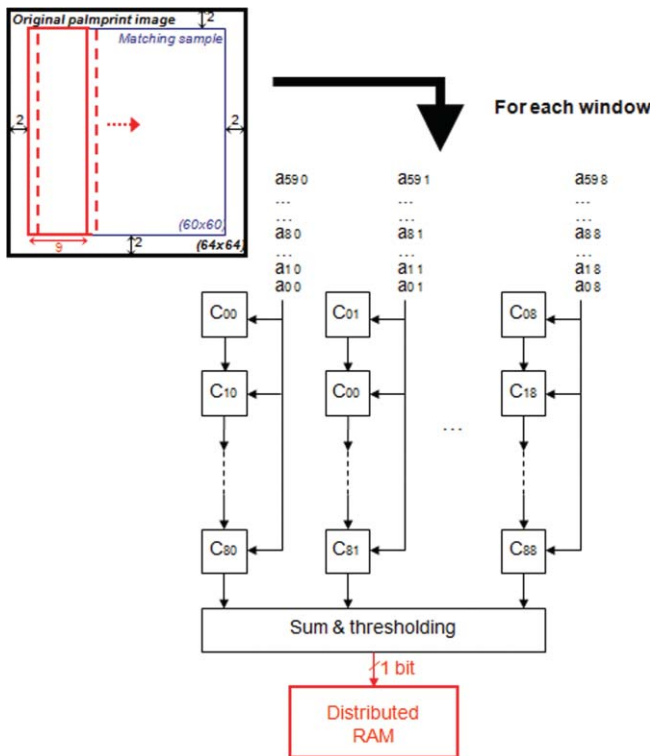 Original palmprint image
2
Matching sample
2
2
For each window
(60x60)
9
2
(64x64)
a59 0 a59 1 a59 8
... ... ...
... ... ...
a8 0 a8 1 a8 8
... ... ...
a1 0 a1 1 a1 8
a0 0 a0 1 a0 8
C00 C01 C08
C10 C00 C18
...
C80 C81 C88
Sum & thresholding
1 bit
Distributed
RAM